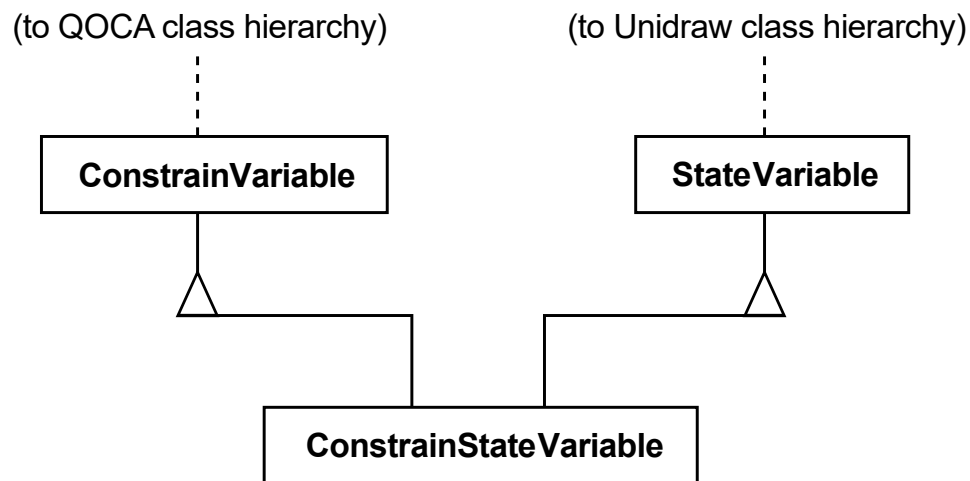 (to QOCA class hierarchy) (to Unidraw class hierarchy)
ConstrainVariable StateVariable
ConstrainStateVariable